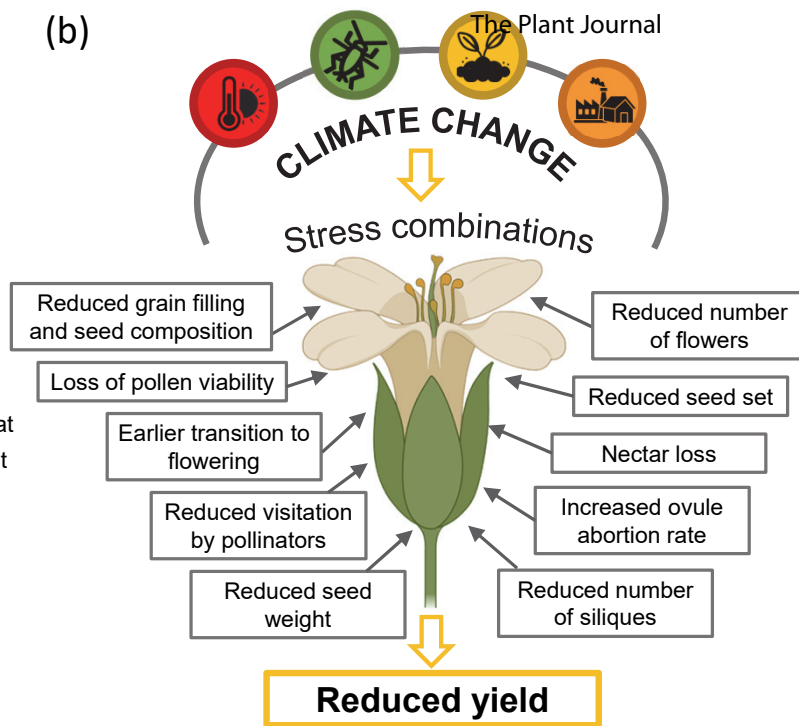 (b)
The Plant Journal
CLIMATE CHANGE
Stress combinations
Reduced grain filling
and seed composition
Loss of pollen viability
Earlier transition to
flowering
Reduced visitation
by pollinators
Reduced seed
weight
Reduced number
of flowers
Reduced seed set
Nectar loss
Increased ovule
abortion rate
Reduced number
of siliques
at
t
Reduced yield